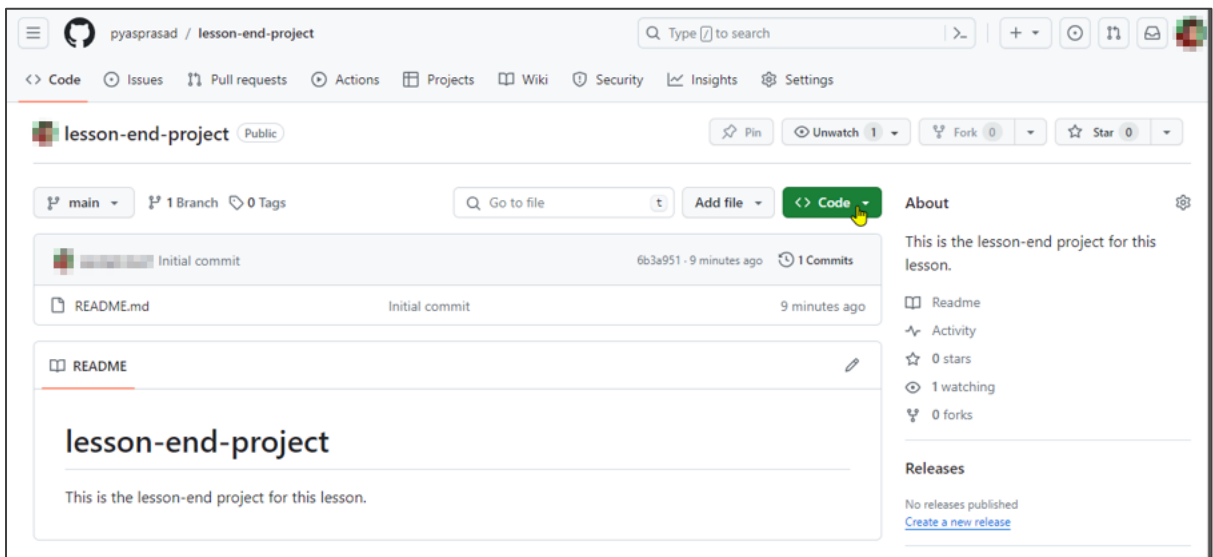 pyasprasad / lesson-end-project Type / to search
<> Code Issues Pull requests Actions Projects Wiki Security Insights Settings
lesson-end-project Public Pin Unwatch 1 Fork 0 Star 0
main 1 Branch 0 Tags Go to file t Add file <> Code About
This is the lesson-end project for this
lesson.
Initial commit 6b3a951 · 9 minutes ago 1 Commits
README.md Initial commit 9 minutes ago
Readme
Activity
0 stars
1 watching
0 forks
README
lesson-end-project
This is the lesson-end project for this lesson.
Releases
No releases published
Create a new release